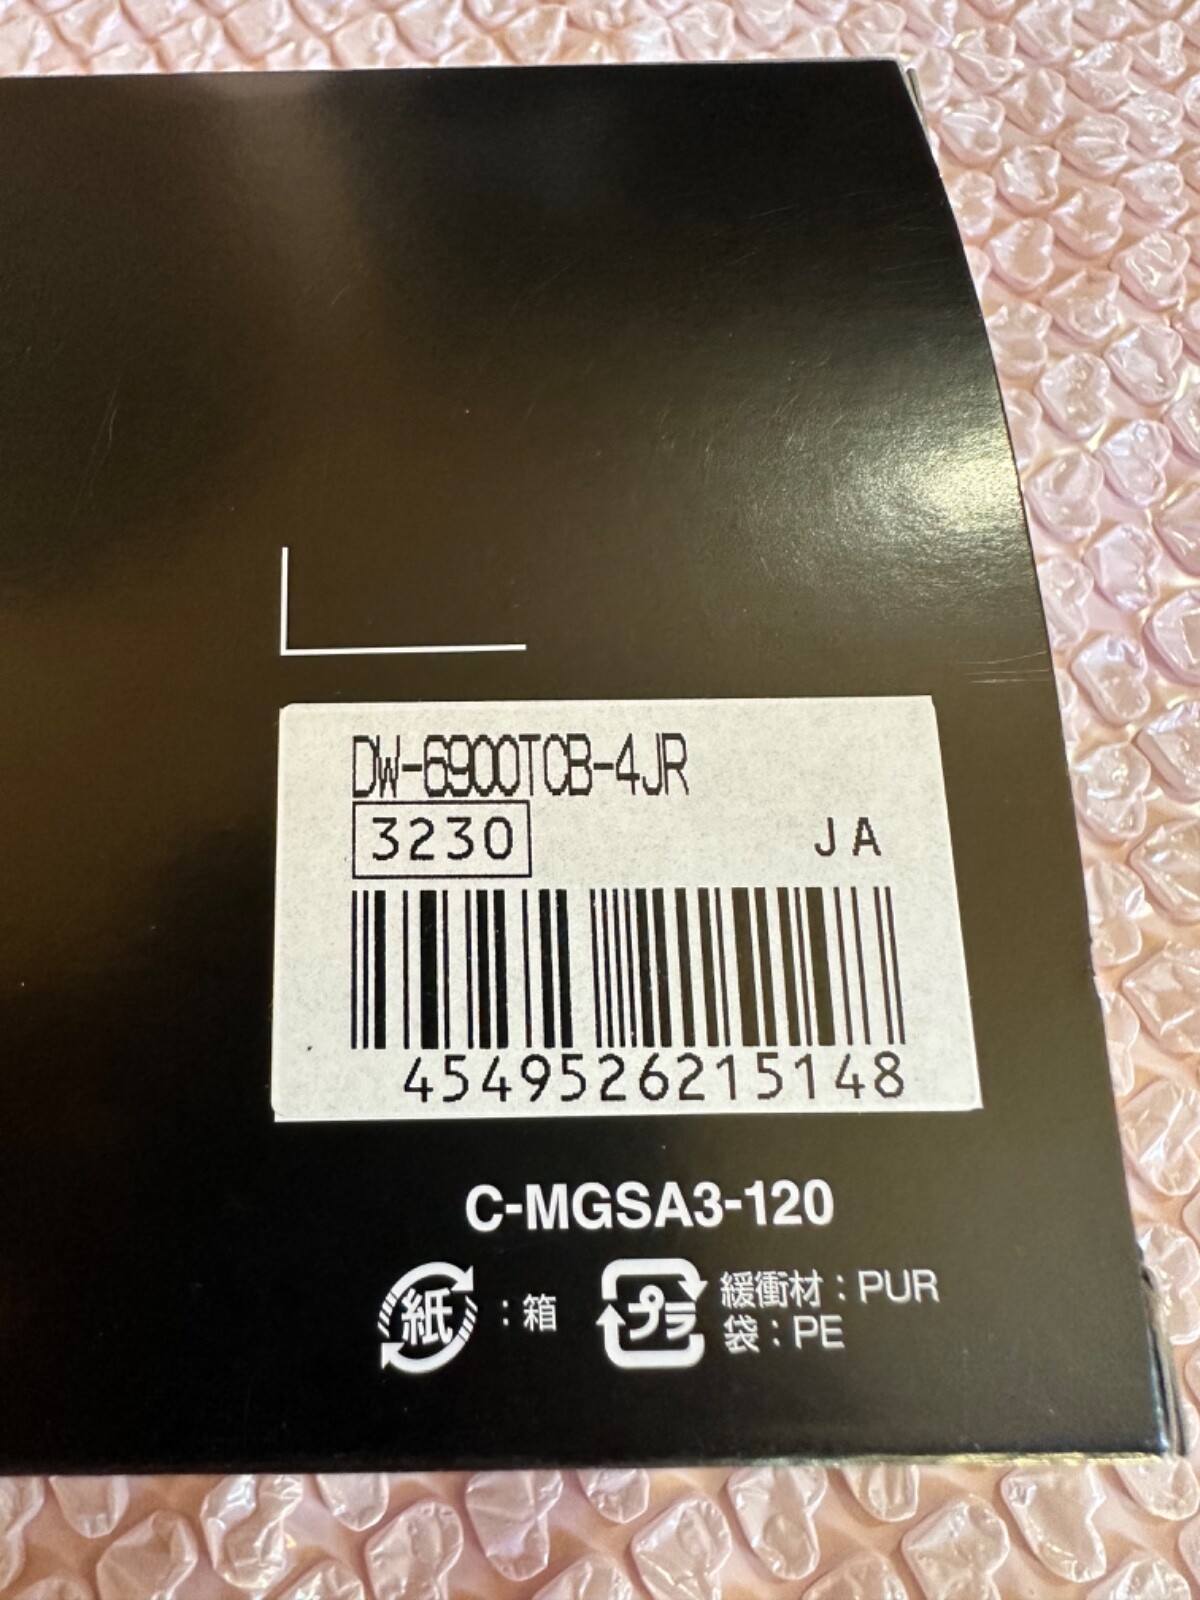 DW-6900TCB-4JR
3230 JA
4549526215148
C-MGSA3-120
紙 : 箱
プラ 緩衝材 : PUR
袋 : PE